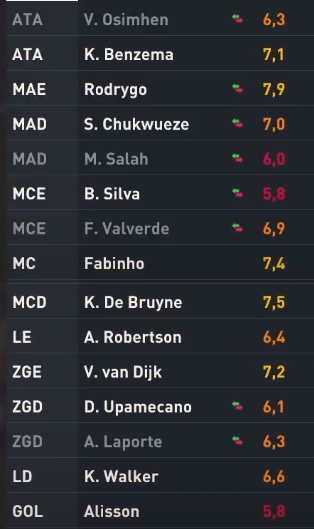 ATA V. Osimhen 6,3
ATA K. Benzema 7,1
MAE Rodrygo 7,9
MAD S. Chukwueze 7,0
MAD M. Salah 6,0
MCE B. Silva 5,8
MCE F. Valverde 6,9
MC Fabinho 7,4
MCD K. De Bruyne 7,5
LE A. Robertson 6,4
ZGE V. van Dijk 7,2
ZGD D. Upamecano 6,1
ZGD A. Laporte 6,3
LD K. Walker 6,6
GOL Alisson 5,8